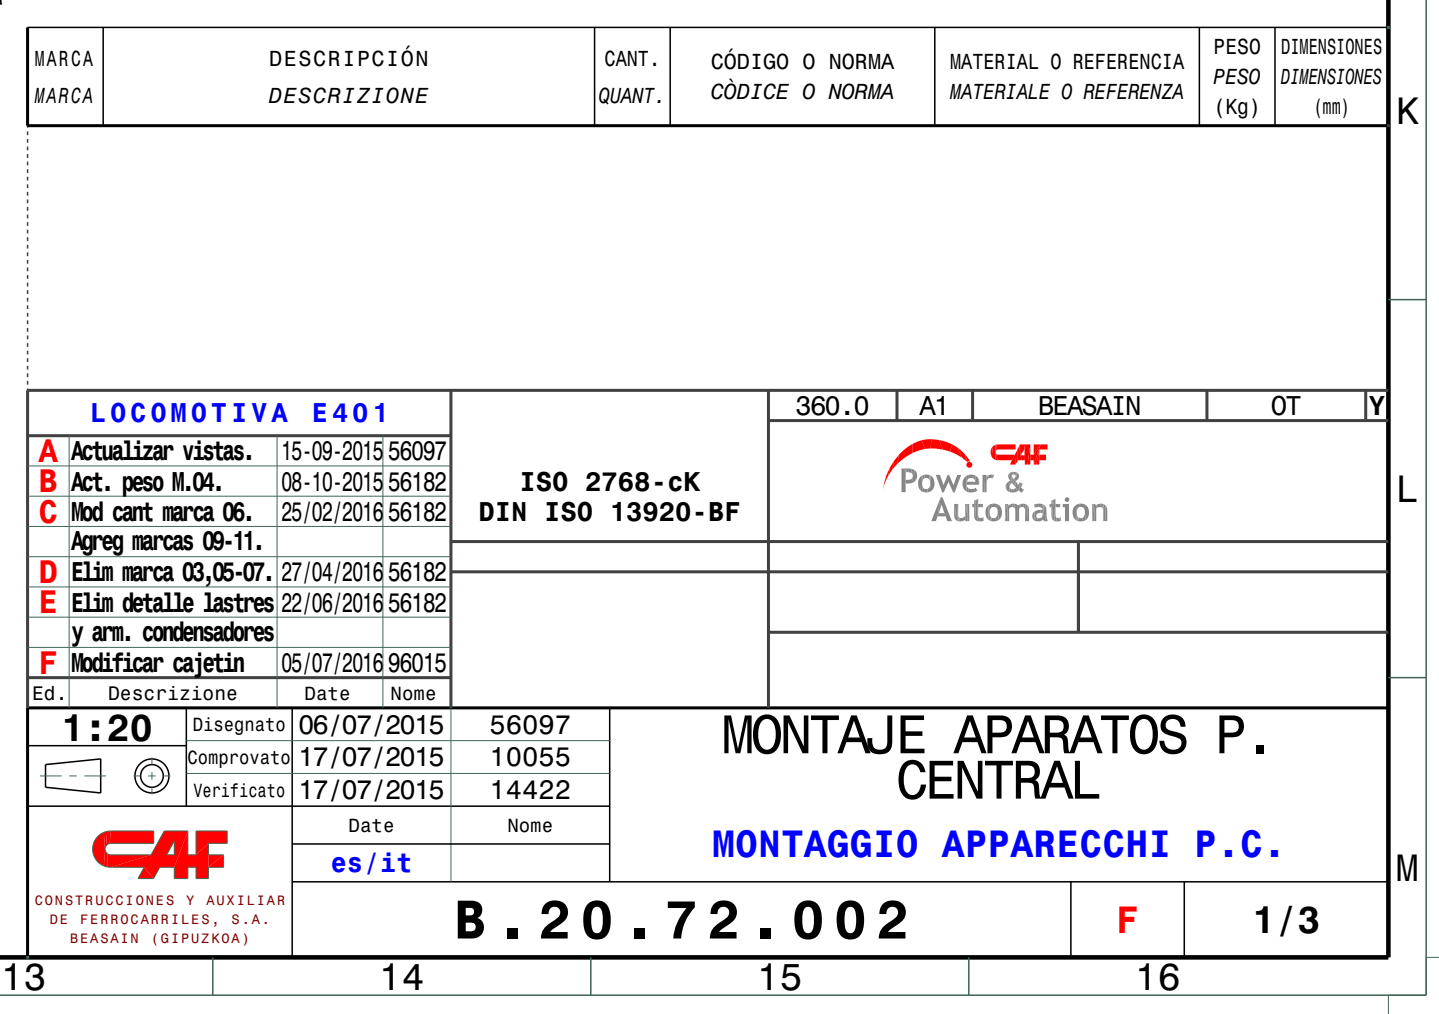 MARCA DESCRIPCIÓN CANT. CÓDIGO O NORMA MATERIAL O REFERENCIA PESO DIMENSIONES
MARCA DESCRIZIONE QUANT. CÒDICE O NORMA MATERIALE O REFERENZA PESO DIMENSIONES
(Kg) (mm)
K
LOCOMOTIVA E401
360.0 A1 BEASAIN OT Y
A Actualizar vistas. 15-09-2015 56097
B Act. peso M.04. 08-10-2015 56182
C Mod cant marca 06. 25/02/2016 56182
Agreg marcas 09-11.
D Elim marca 03,05-07. 27/04/2016 56182
E Elim detalle lastres 22/06/2016 56182
y arm. condensadores
F Modificar cajetin 05/07/2016 96015
Ed. Descrizione Date Nome
ISO 2768-cK
DIN ISO 13920-BF
CAF
Power &
Automation
L
1:20
Disegnato 06/07/2015 56097
Comprovato 17/07/2015 10055
Verificato 17/07/2015 14422
Date Nome
es/it
MONTAJE APARATOS P.
CENTRAL
MONTAGGIO APPARECCHI P.C.
M
CAF
CONSTRUCCIONES Y AUXILIAR
DE FERROCARRILES, S.A.
BEASAIN (GIPUZKOA)
B.20.72.002 F 1/3
13 14 15 16